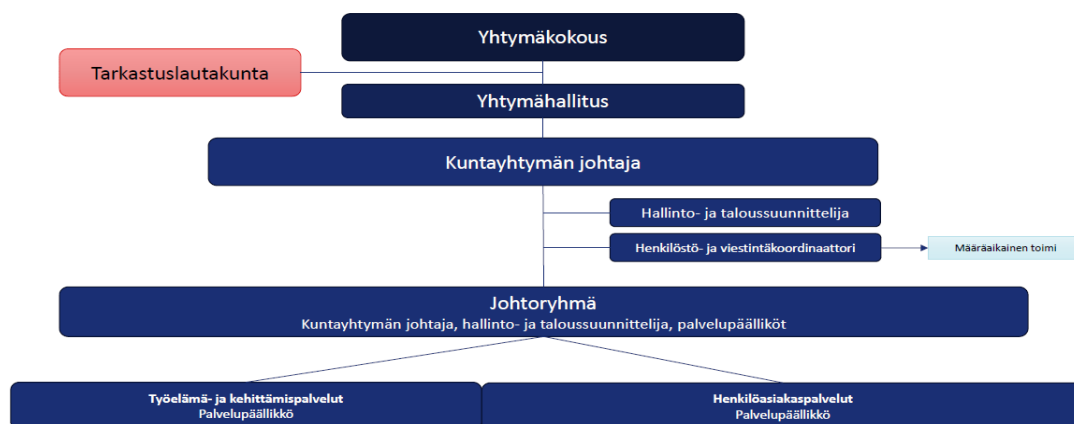 Yhtymäkokous
Tarkastuslautakunta
Yhtymähallitus
Kuntayhtymän johtaja
Hallinto- ja taloussuunnittelija
Henkilöstö- ja viestintäkoordinaattori
Määräaikainen toimi
Johtoryhmä
Kuntayhtymän johtaja, hallinto- ja taloussuunnittelija, palvelupäälliköt
Työelämä- ja kehittämispalvelut
Palvelupäällikkö
Henkilöasiakaspalvelut
Palvelupäällikkö